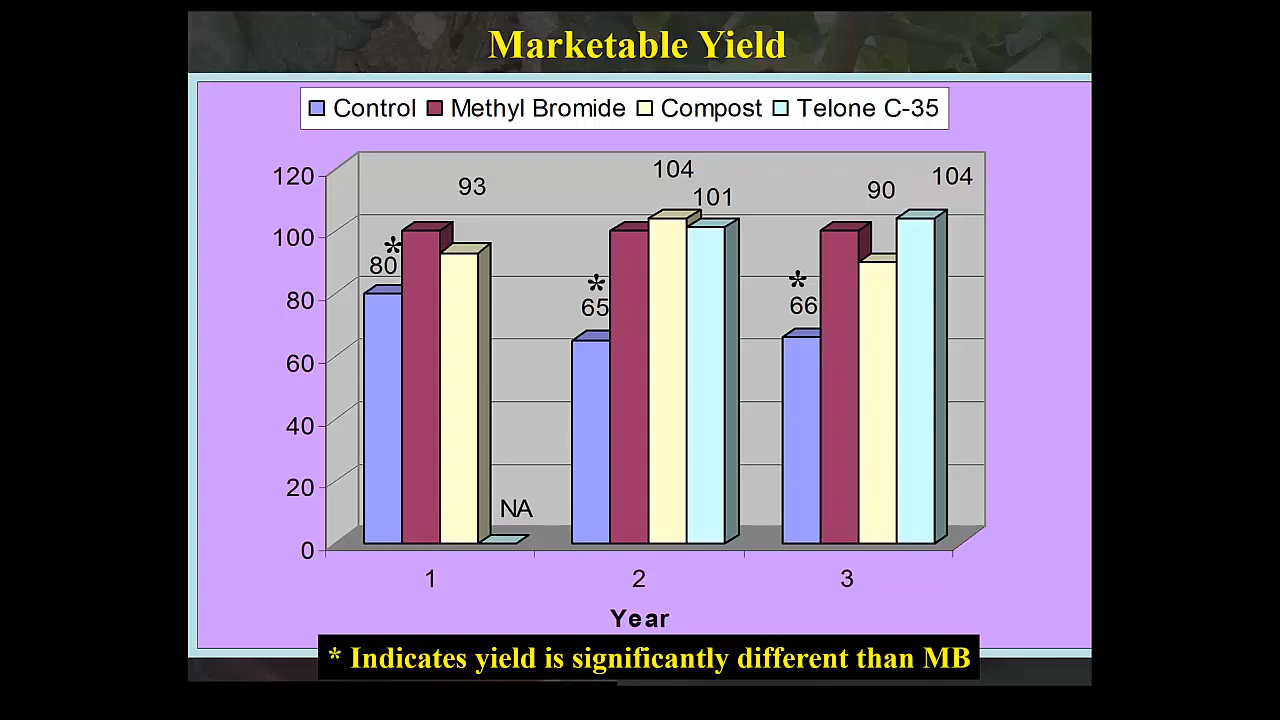 Marketable Yield
Control Methyl Bromide Compost Telone C-35
120
100
80
60
40
20
0
* 80
93
NA
* 65
104
101
* 66
90
104
1 2 3
Year
* Indicates yield is significantly different than MB